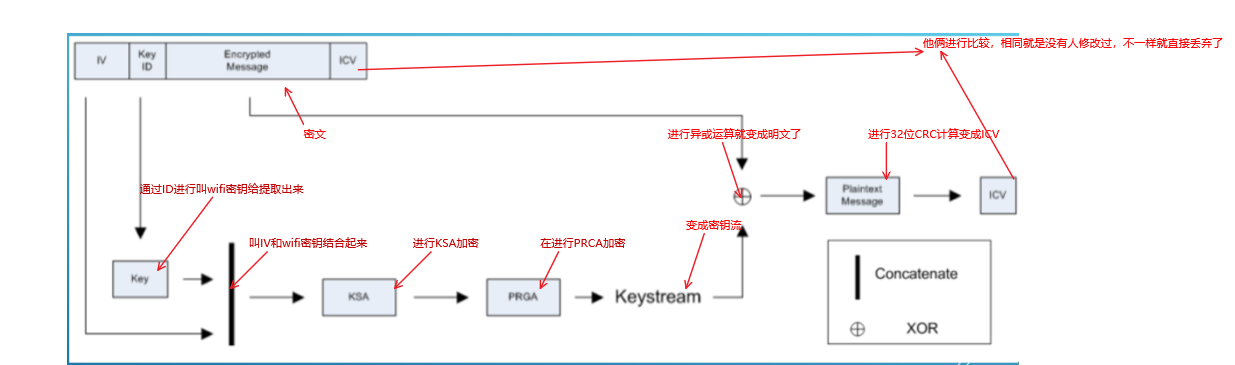 他俩进行比较，相同就是没有人修改过，不一样就直接丢弃了
IV
Key
ID
Encrypted
Message
ICV
密文
进行异或运算就变成明文了
进行32位CRC计算变成ICV
通过ID进行叫wifi密钥给提取出来
Plaintext
Message
ICV
变成密钥流
叫IV和wifi密钥结合起来
进行KSA加密
在进行PRCA加密
Key
KSA
PRGA
Keystream
Concatenate
XOR